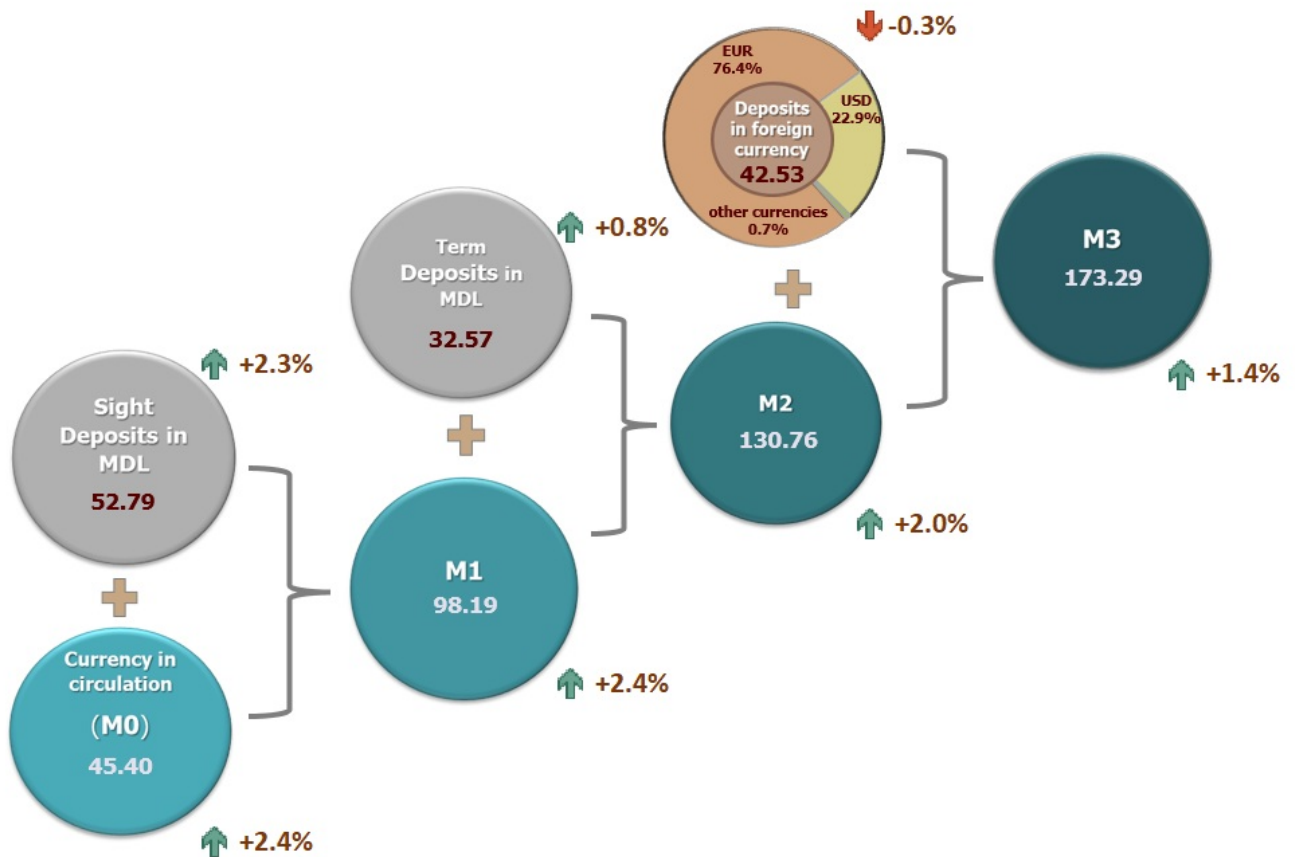 -0.3%
EUR
76.4%
USD
22.9%
Deposits
in foreign
currency
42.53
other currencies
0.7%
Term
Deposits in
MDL
32.57
+0.8%
M3
173.29
+1.4%
Sight
Deposits in
MDL
52.79
+2.3%
M2
130.76
+2.0%
M1
98.19
+2.4%
Currency in
circulation
(M0)
45.40
+2.4%